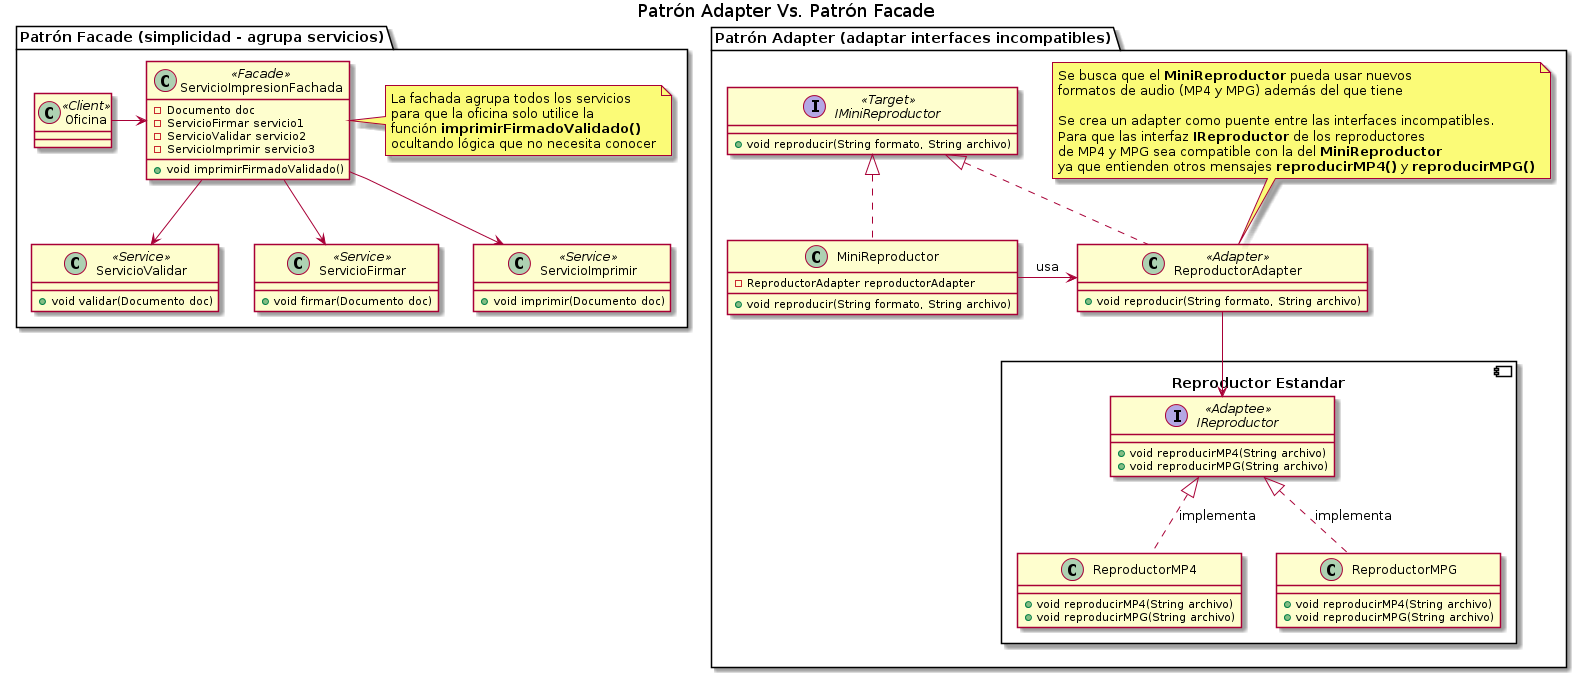 Patrón Adapter Vs. Patrón Facade
Patrón Facade (simplicidad - agrupa servicios)
C
«Client»
Oficina
C
«Facade»
ServicioImpresionFachada
Documento doc
ServicioFirmar servicio1
ServicioValidar servicio2
ServicioImprimir servicio3
void imprimirFirmadoValidado()
La fachada agrupa todos los servicios
para que la oficina solo utilice la
función imprimirFirmadoValidado()
ocultando lógica que no necesita conocer
C
«Service»
ServicioValidar
void validar(Documento doc)
C
«Service»
ServicioFirmar
void firmar(Documento doc)
C
«Service»
ServicioImprimir
void imprimir(Documento doc)
Patrón Adapter (adaptar interfaces incompatibles)
I
«Target»
IMiniReproductor
void reproducir(String formato, String archivo)
Se busca que el MiniReproductor pueda usar nuevos
formatos de audio (MP4 y MPG) además del que tiene
Se crea un adapter como puente entre las interfaces incompatibles.
Para que las interfaz IReproductor de los reproductores
de MP4 y MPG sea compatible con la del MiniReproductor
ya que entienden otros mensajes reproducirMP4() y reproducirMPG()
C
MiniReproductor
ReproductorAdapter reproductorAdapter
void reproducir(String formato, String archivo)
usa
C
«Adapter»
ReproductorAdapter
void reproducir(String formato, String archivo)
Reproductor Estandar
I
«Adaptee»
IReproductor
void reproducirMP4(String archivo)
void reproducirMPG(String archivo)
implementa
implementa
C
ReproductorMP4
void reproducirMP4(String archivo)
void reproducirMPG(String archivo)
C
ReproductorMPG
void reproducirMP4(String archivo)
void reproducirMPG(String archivo)